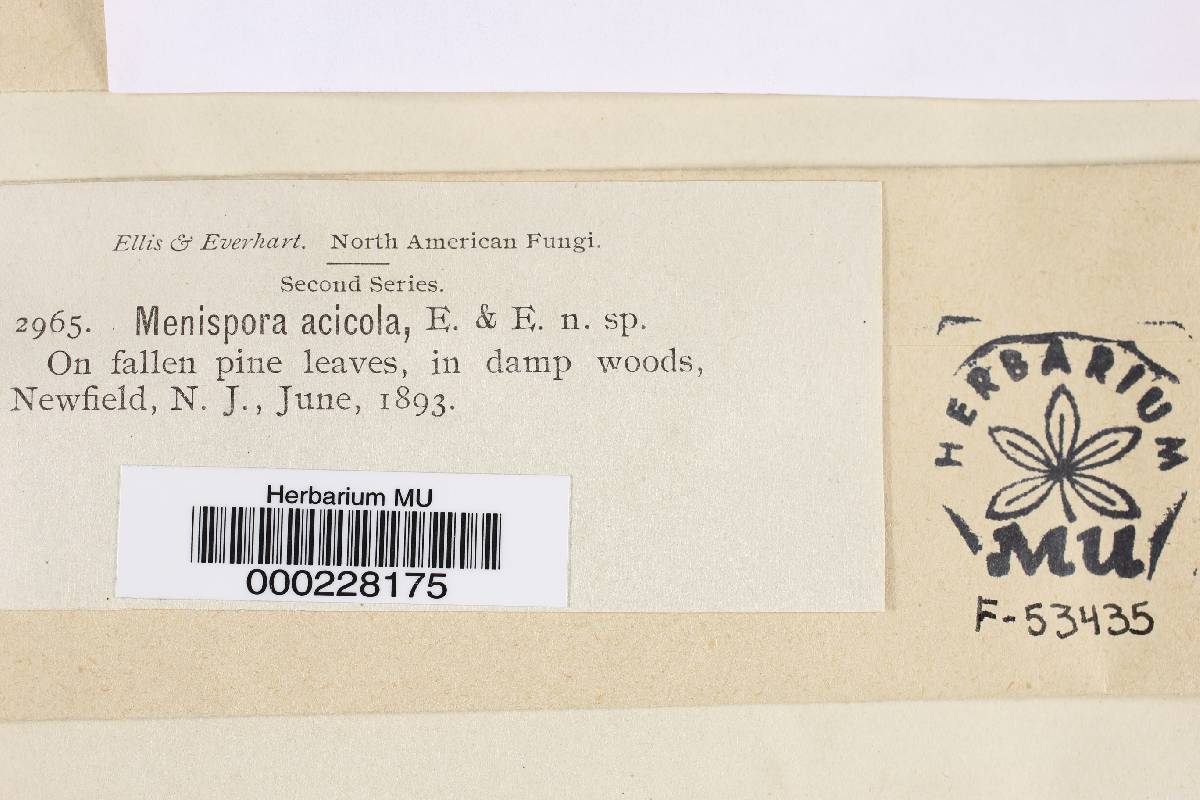 Ellis & Everhart. North American Fungi.
Second Series.
2965. Menispora acicola, E. & E. n. sp.
On fallen pine leaves, in damp woods,
Newfield, N. J., June, 1893.
Herbarium MU
000228175
HERBARIUM
MU
F-53435